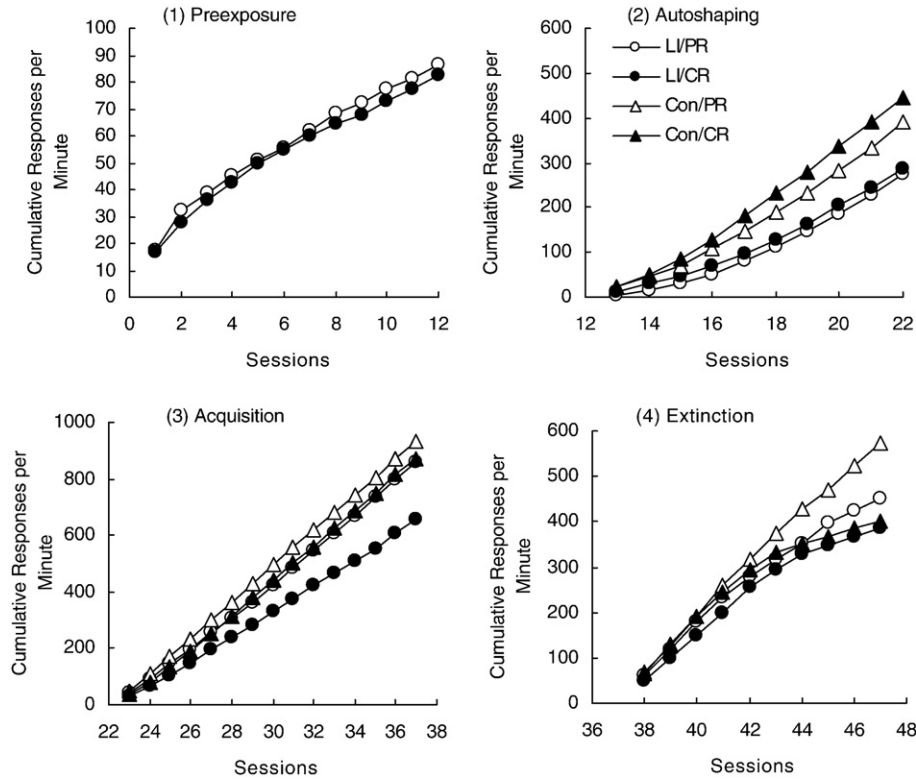 (1) Preexposure
100
90
80
70
60
50
40
30
20
10
0
0 2 4 6 8 10 12
Sessions
Cumulative Responses per
Minute
(2) Autoshaping
600
500
400
300
200
100
0
LI/PR
LI/CR
Con/PR
Con/CR
12 14 16 18 20 22
Sessions
Cumulative Responses per
Minute
(3) Acquisition
1000
800
600
400
200
0
22 24 26 28 30 32 34 36 38
Sessions
Cumulative Responses per
Minute
(4) Extinction
600
500
400
300
200
100
0
36 38 40 42 44 46 48
Sessions
Cumulative Responses per
Minute